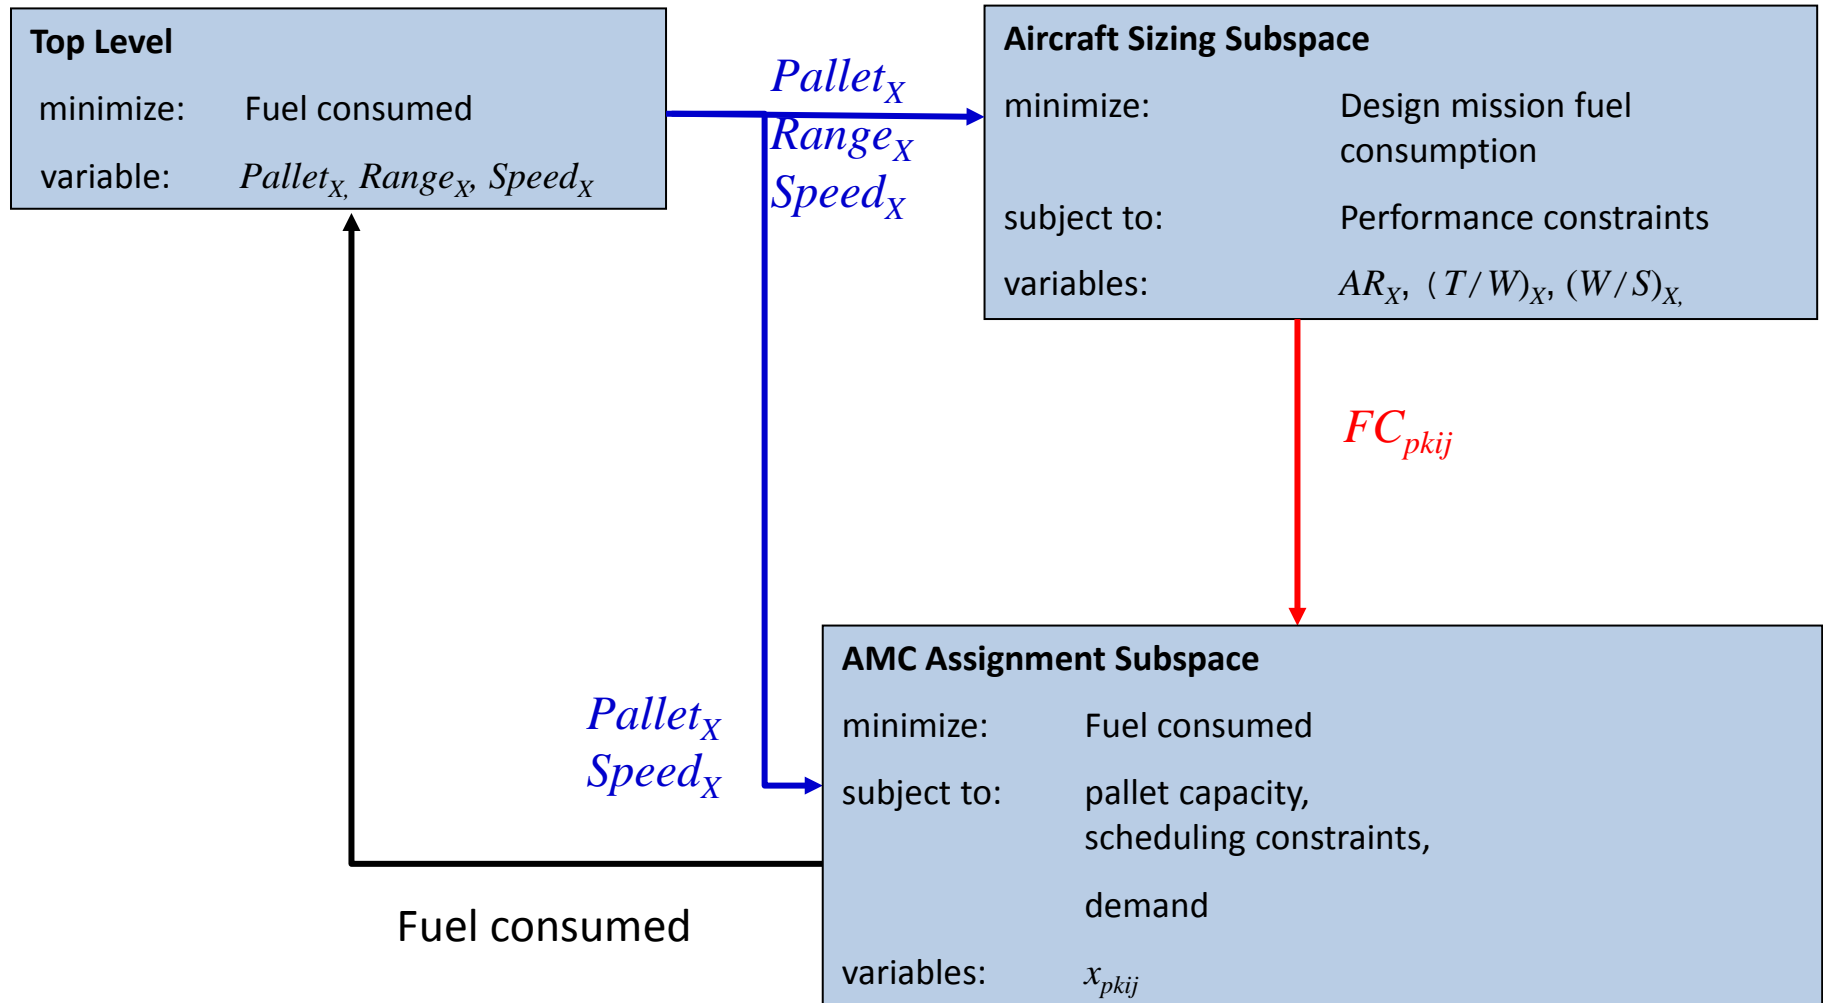 Top Level
minimize: Fuel consumed
variable: Pallet_X, Range_X, Speed_X
Pallet_X
Range_X
Speed_X
Aircraft Sizing Subspace
minimize: Design mission fuel
consumption
subject to: Performance constraints
variables: AR_X, (T/W)_X, (W/S)_X,
FC_pkij
Pallet_X
Speed_X
Fuel consumed
AMC Assignment Subspace
minimize: Fuel consumed
subject to: pallet capacity,
scheduling constraints,
demand
variables: x_pkij